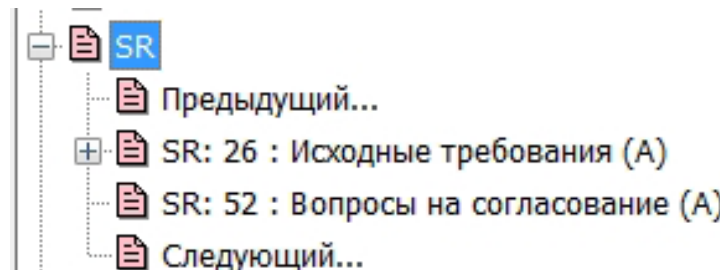 SR
Предыдущий...
SR: 26 : Исходные требования (A)
SR: 52 : Вопросы на согласование (A)
Следующий...